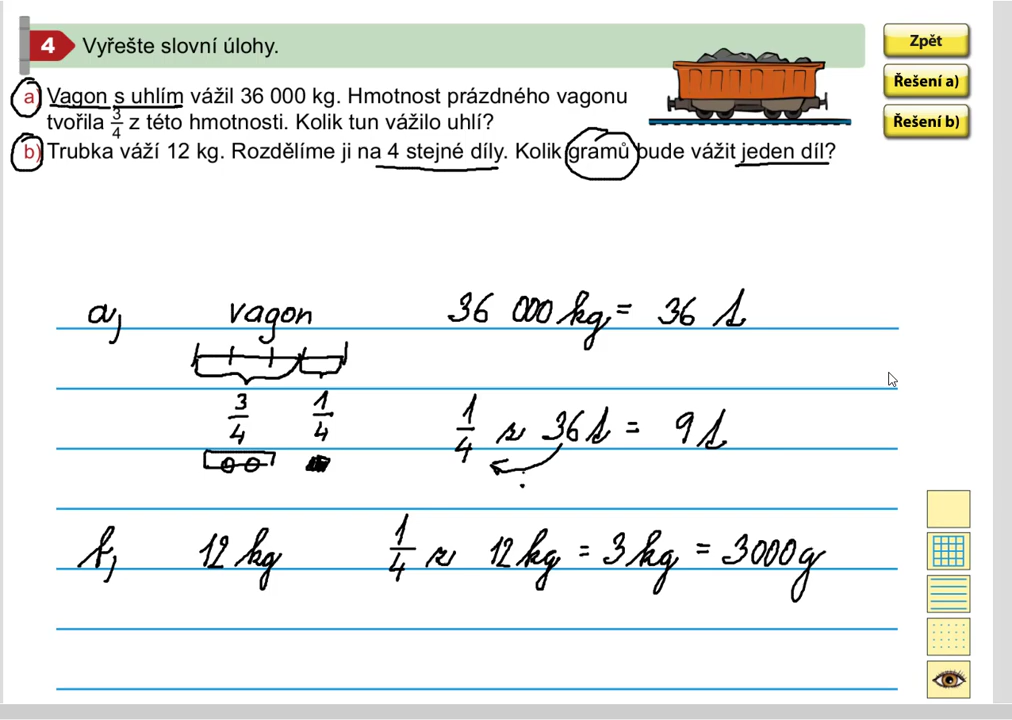 4 Vyřešte slovní úlohy.
Zpět
Řešení a)
Řešení b)
a) Vagon s uhlím vážil 36 000 kg. Hmotnost prázdného vagonu
tvořila 3/4 z této hmotnosti. Kolik tun vážilo uhlí?
b) Trubka váží 12 kg. Rozdělíme ji na 4 stejné díly. Kolik gramů bude vážit jeden díl?
a) vagon 36 000 kg = 36 t
3/4 1/4 1/4 z 36 t = 9 t
:
b) 12 kg 1/4 z 12 kg = 3 kg = 3000 g